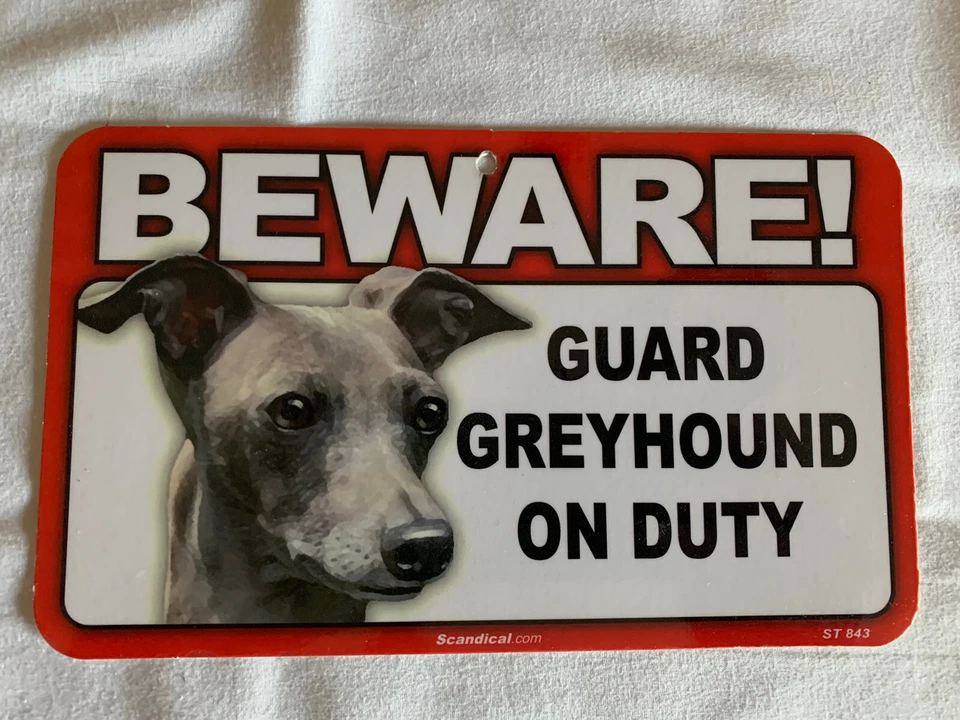 BEWARE!
GUARD
GREYHOUND
ON DUTY
Scandical.com
ST 843